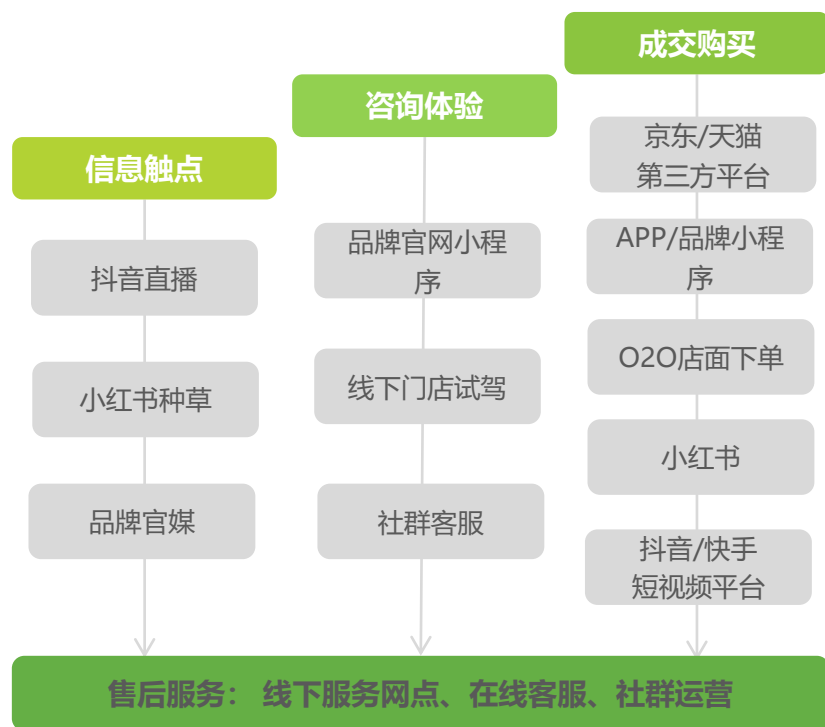 信息触点
抖音直播
小红书种草
品牌官媒
咨询体验
品牌官网小程
序
线下门店试驾
社群客服
成交购买
京东/天猫
第三方平台
APP/品牌小程
序
O2O店面下单
小红书
抖音/快手
短视频平台
售后服务： 线下服务网点、在线客服、社群运营